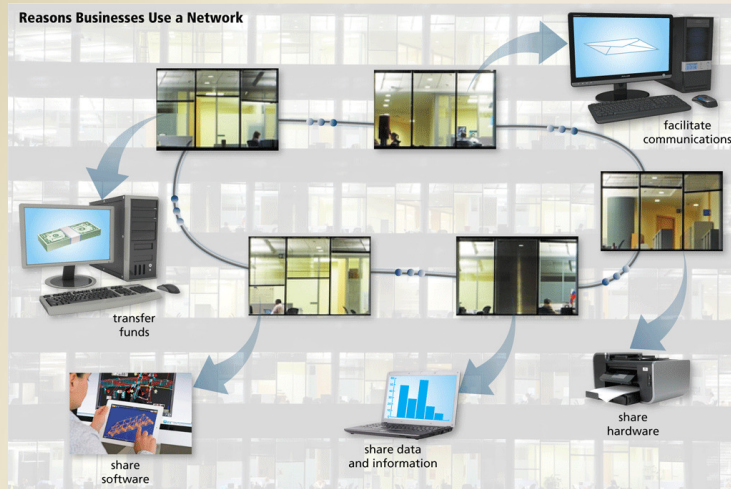 Reasons Businesses Use a Network
facilitate
communications
transfer
funds
share
hardware
share data
and information
share
software